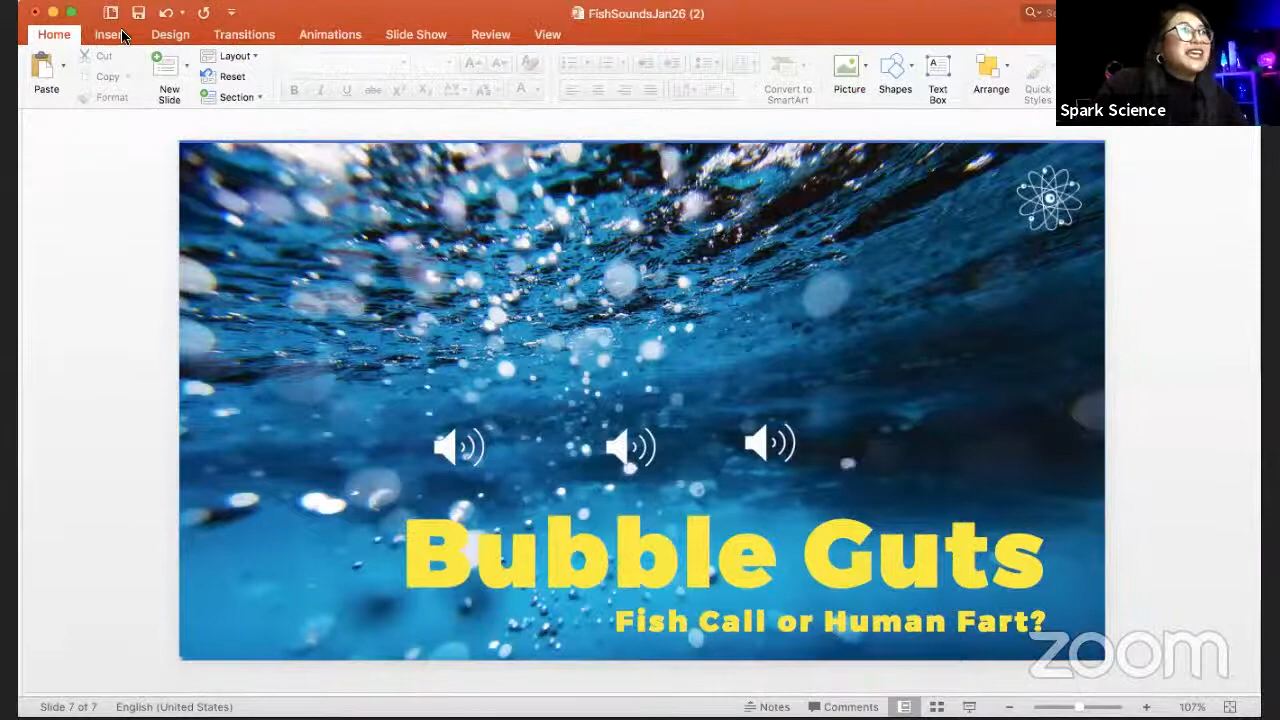 FishSoundsJan26 (2)
Home Insert Design Transitions Animations Slide Show Review View
Paste
Cut
Copy
Format
New
Slide
Layout
Reset
Section
B I U abc
Convert to
SmartArt
Picture
Shapes
Text
Box
Arrange
Quick
Styles
Spark Science
Bubble Guts
Fish Call or Human Fart?
zoom
Slide 7 of 7 English (United States) Notes Comments 107%